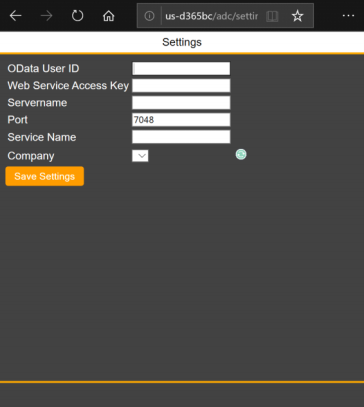 us-d365bc/adc/settir
Settings
OData User ID
Web Service Access Key
Servername
Port 7048
Service Name
Company
Save Settings